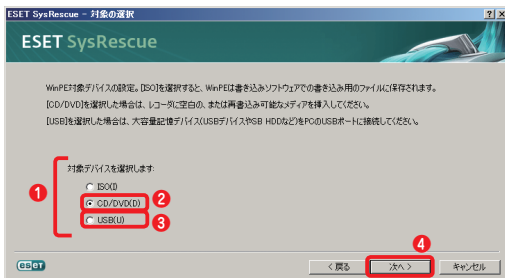 ESET SysRescue - 対象の選択
ESET SysRescue
WinPE対象デバイスの設定。[ISO]を選択すると、WinPEは書き込みソフトウェアでの書き込み用のファイルに保存されます。
[CD/DVD]を選択した場合は、レコーダに空白の、または再書込み可能なメディアを挿入してください。
[USB]を選択した場合は、大容量記憶デバイス(USBデバイスやSB HDDなど)をPCのUSBポートに接続してください。
対象デバイスを選択します:
1
ISO(I)
CD/DVD(D) 2
USB(U) 3
4
eset
< 戻る 次へ > キャンセル